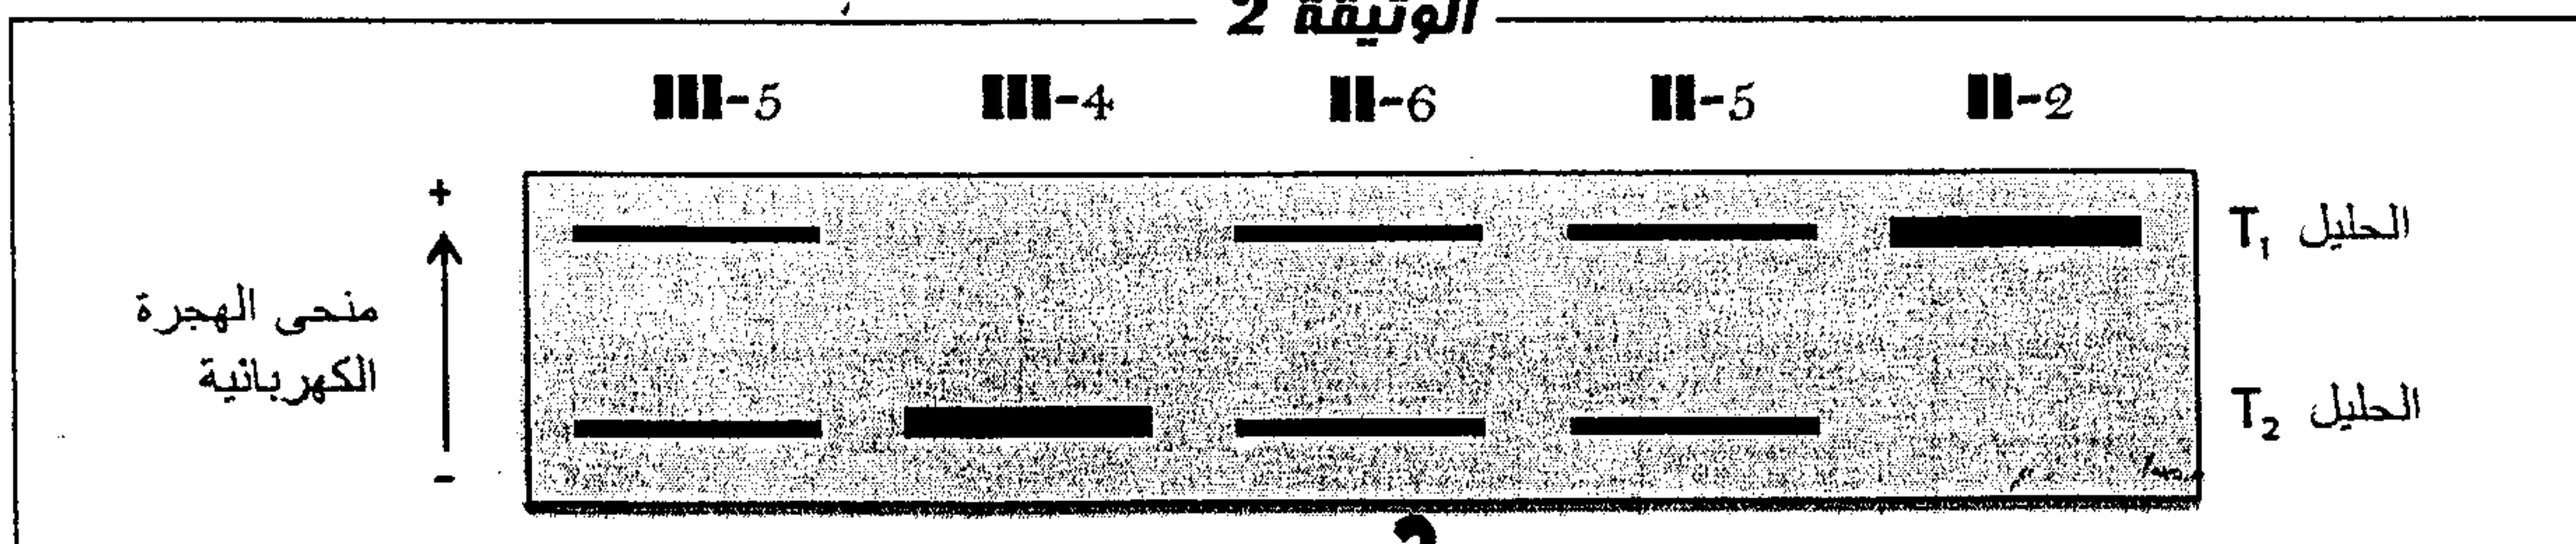 الوثيقة 2
III-5 III-4 II-6 II-5 II-2
+
الحليل T₁
منحى الهجرة
الكهربائية
الحليل T₂
-